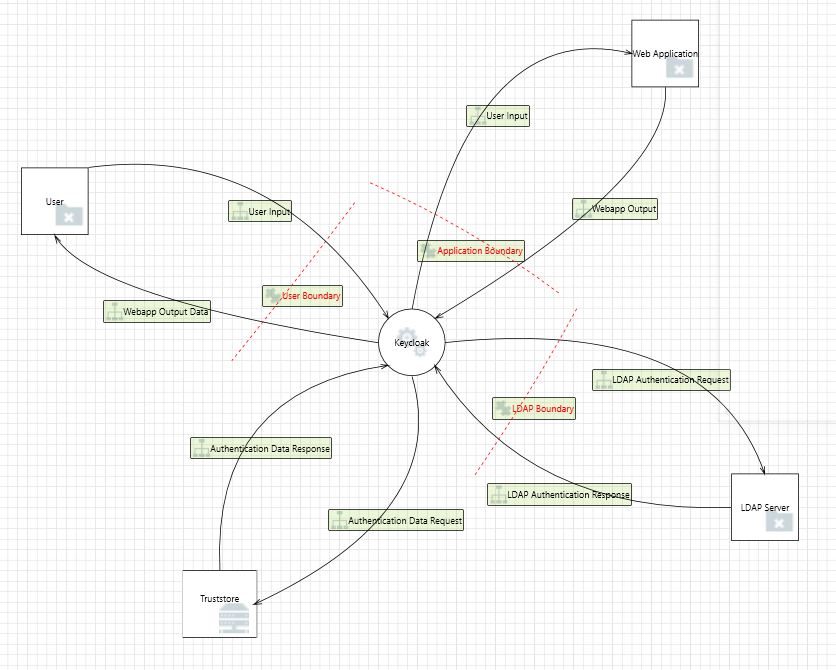 Web Application
User Input
User
User Input
Webapp Output
Application Boundary
User Boundary
Webapp Output Data
Keycloak
LDAP Authentication Request
LDAP Boundary
Authentication Data Response
LDAP Authentication Response
LDAP Server
Authentication Data Request
Truststore